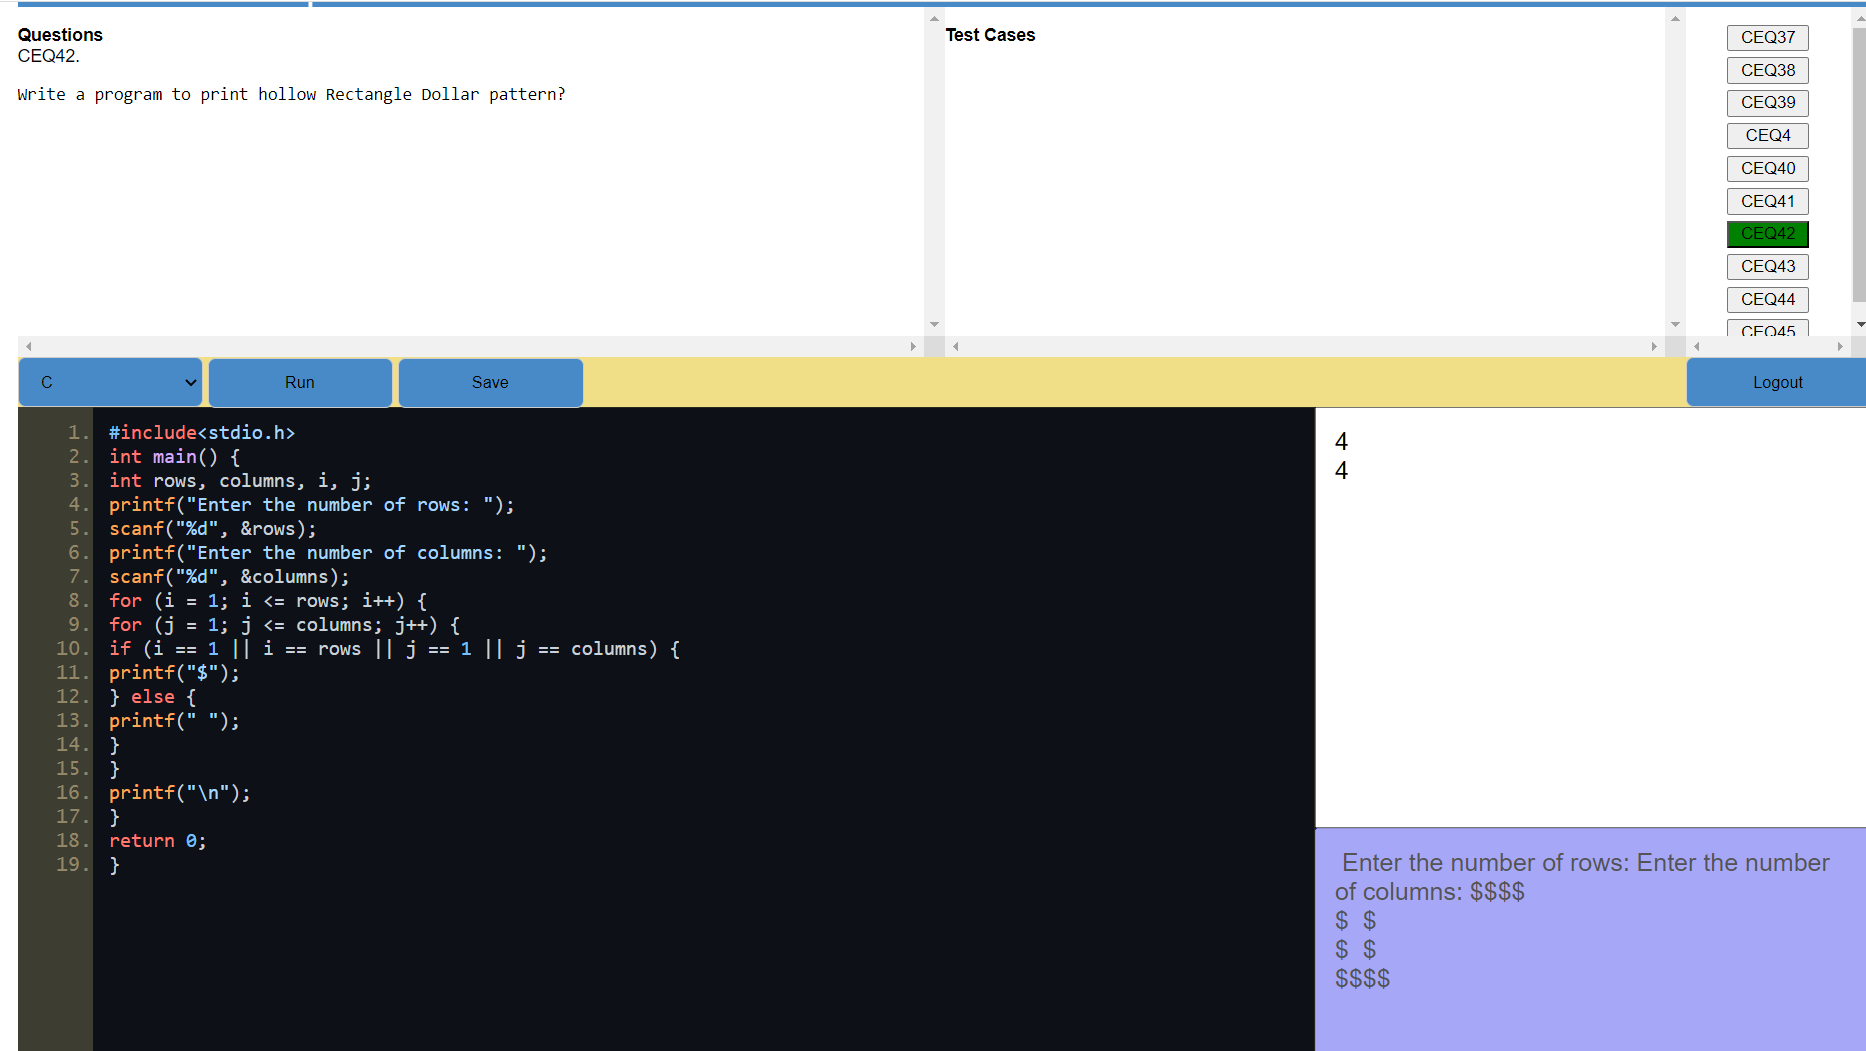 Questions
CEQ42.
Write a program to print hollow Rectangle Dollar pattern?
Test Cases
CEQ37
CEQ38
CEQ39
CEQ4
CEQ40
CEQ41
CEQ42
CEQ43
CEQ44
CEQ45
C
Run
Save
Logout
1. #include<stdio.h>
2. int main() {
3. int rows, columns, i, j;
4. printf("Enter the number of rows: ");
5. scanf("%d", &rows);
6. printf("Enter the number of columns: ");
7. scanf("%d", &columns);
8. for (i = 1; i <= rows; i++) {
9. for (j = 1; j <= columns; j++) {
10. if (i == 1 || i == rows || j == 1 || j == columns) {
11. printf("$");
12. } else {
13. printf(" ");
14. }
15. }
16. printf("\n");
17. }
18. return 0;
19. }
4
4
Enter the number of rows: Enter the number
of columns: $$$$
$  $
$  $
$$$$